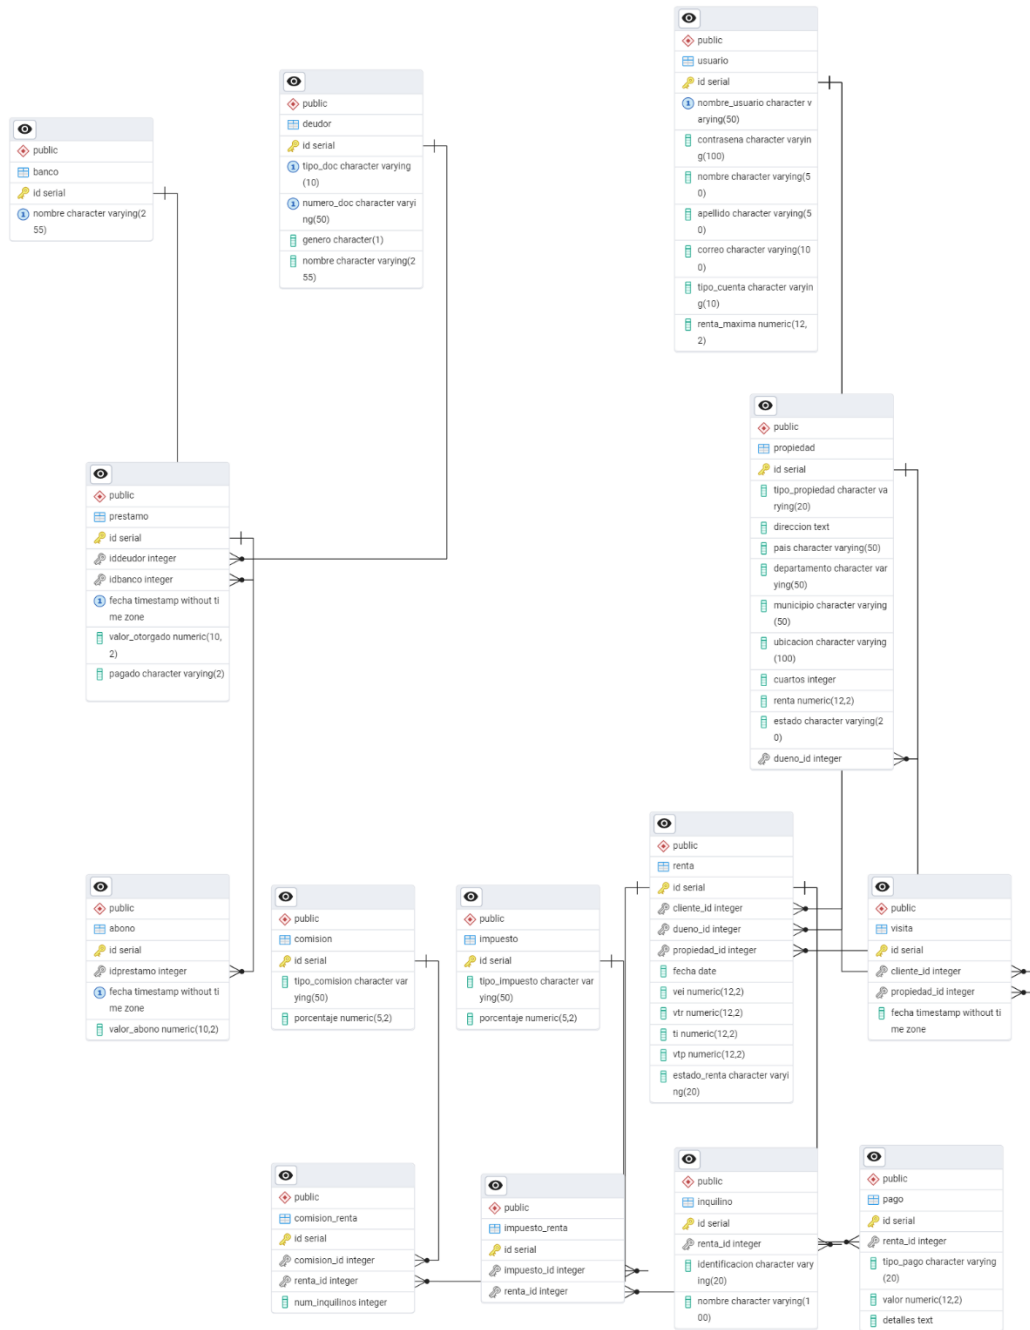 public
usuario
id serial
nombre_usuario character v
arying(50)
contrasena character varyin
g(100)
nombre character varying(5
0)
apellido character varying(5
0)
correo character varying(10
0)
tipo_cuenta character varyin
g(10)
renta_maxima numeric(12,
2)
public
deudor
id serial
tipo_doc character varying
(10)
numero_doc character varyi
ng(50)
genero character(1)
nombre character varying(2
55)
public
banco
id serial
nombre character varying(2
55)
public
propiedad
id serial
tipo_propiedad character va
rying(20)
direccion text
pais character varying(50)
departamento character var
ying(50)
municipio character varying
(50)
ubicacion character varying
(100)
cuartos integer
renta numeric(12,2)
estado character varying(2
0)
dueno_id integer
public
prestamo
id serial
iddeudor integer
idbanco integer
fecha timestamp without ti
me zone
valor_otorgado numeric(10,
2)
pagado character varying(2)
public
renta
id serial
cliente_id integer
dueno_id integer
propiedad_id integer
fecha date
vei numeric(12,2)
vtr numeric(12,2)
ti numeric(12,2)
vtp numeric(12,2)
estado_renta character varyi
ng(20)
public
abono
id serial
idprestamo integer
fecha timestamp without ti
me zone
valor_abono numeric(10,2)
public
comision
id serial
tipo_comision character var
ying(50)
porcentaje numeric(5,2)
public
impuesto
id serial
tipo_impuesto character var
ying(50)
porcentaje numeric(5,2)
public
visita
id serial
cliente_id integer
propiedad_id integer
fecha timestamp without ti
me zone
public
comision_renta
id serial
comision_id integer
renta_id integer
num_inquilinos integer
public
impuesto_renta
id serial
impuesto_id integer
renta_id integer
public
inquilino
id serial
renta_id integer
identificacion character vary
ing(20)
nombre character varying(1
00)
public
pago
id serial
renta_id integer
tipo_pago character varying
(20)
valor numeric(12,2)
detalles text